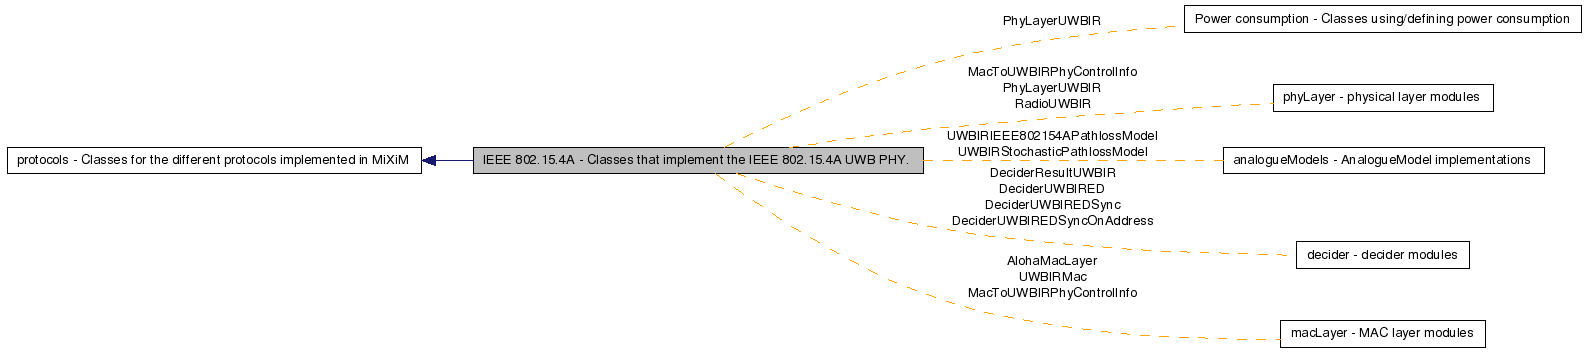 PhyLayerUWBIR
Power consumption - Classes using/defining power consumption
MacToUWBIRPhyControlInfo
PhyLayerUWBIR
RadioUWBIR
phyLayer - physical layer modules
protocols - Classes for the different protocols implemented in MiXiM
IEEE 802.15.4A - Classes that implement the IEEE 802.15.4A UWB PHY.
UWBIRIEEE802154APathlossModel
UWBIRStochasticPathlossModel
analogueModels - AnalogueModel implementations
DeciderResultUWBIR
DeciderUWBIRED
DeciderUWBIREDSync
DeciderUWBIREDSyncOnAddress
decider - decider modules
AlohaMacLayer
UWBIRMac
MacToUWBIRPhyControlInfo
macLayer - MAC layer modules